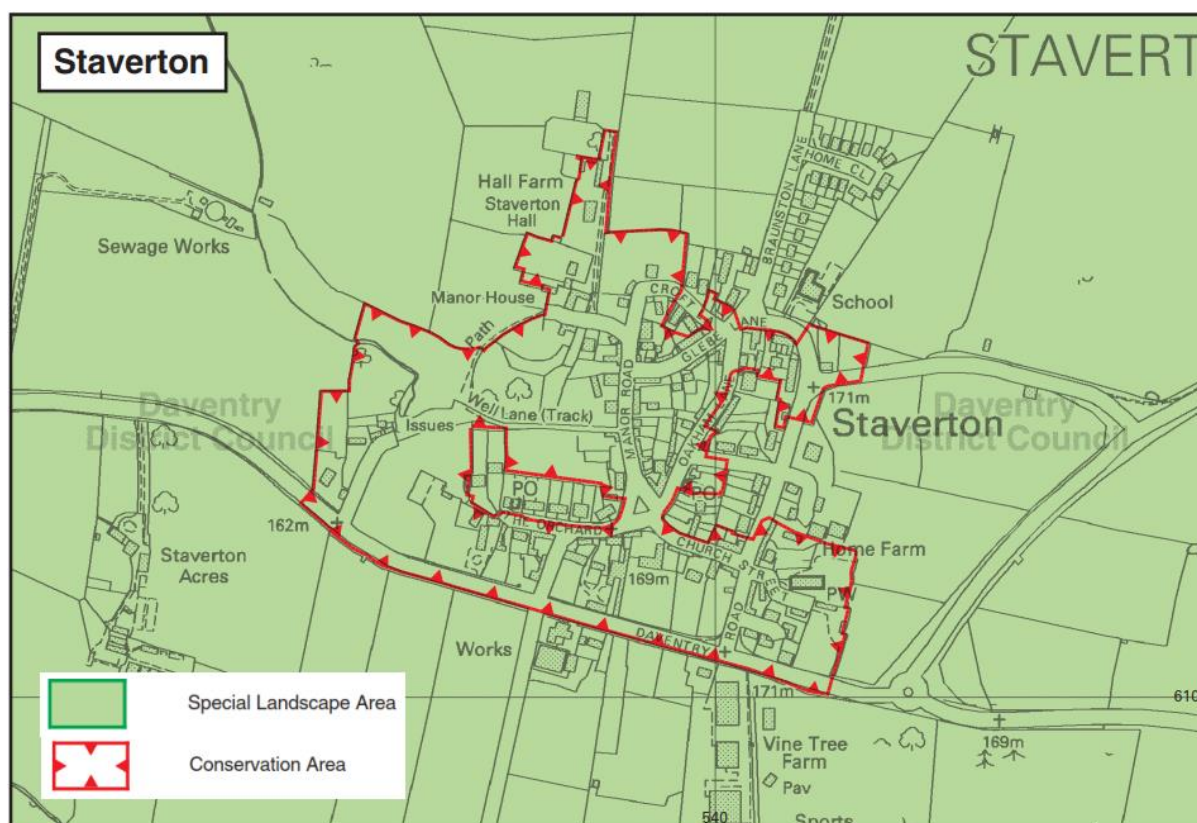 Staverton
STAVERT
HOME CL
BRAUNSTON LANE
Hall Farm
Staverton
Hall
Sewage Works
Manor House
CROFT
School
Path
GLEBE LANE
171m
Daventry
District Council
Well Lane (Track)
MANOR ROAD
OAKHAM LANE
Staverton
Daventry
District Council
Issues
PO
PO
162m
THE ORCHARD
CHURCH STREET
Home Farm
Staverton
Acres
169m
PW
Works
DAVENTRY ROAD
171m
Special Landscape Area
610
169m
Vine Tree
Farm
Conservation Area
Pav
540
Sports